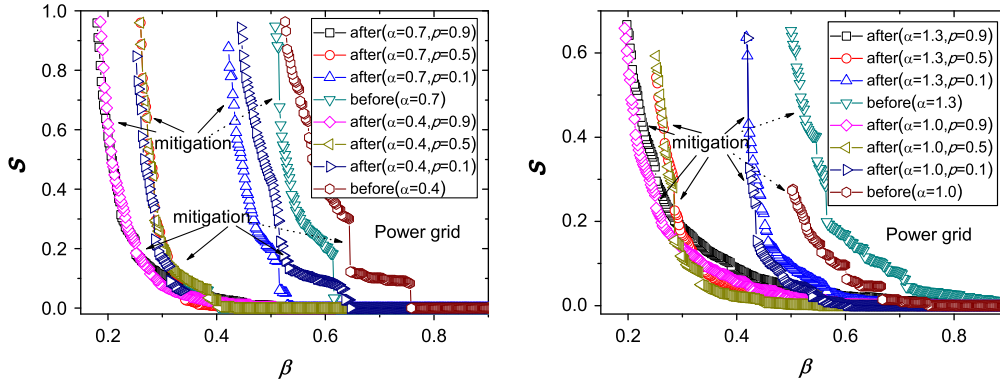 1.0
0.8
0.6
0.4
0.2
0.0
S
0.2
0.4
0.6
0.8
β
after(α=0.7,p=0.9)
after(α=0.7,p=0.5)
after(α=0.7,p=0.1)
before(α=0.7)
after(α=0.4,p=0.9)
after(α=0.4,p=0.5)
after(α=0.4,p=0.1)
before(α=0.4)
mitigation
mitigation
Power grid
0.6
0.4
0.2
0.0
S
0.2
0.4
0.6
0.8
β
after(α=1.3,p=0.9)
after(α=1.3,p=0.5)
after(α=1.3,p=0.1)
before(α=1.3)
after(α=1.0,p=0.9)
after(α=1.0,p=0.5)
after(α=1.0,p=0.1)
before(α=1.0)
mitigation
Power grid